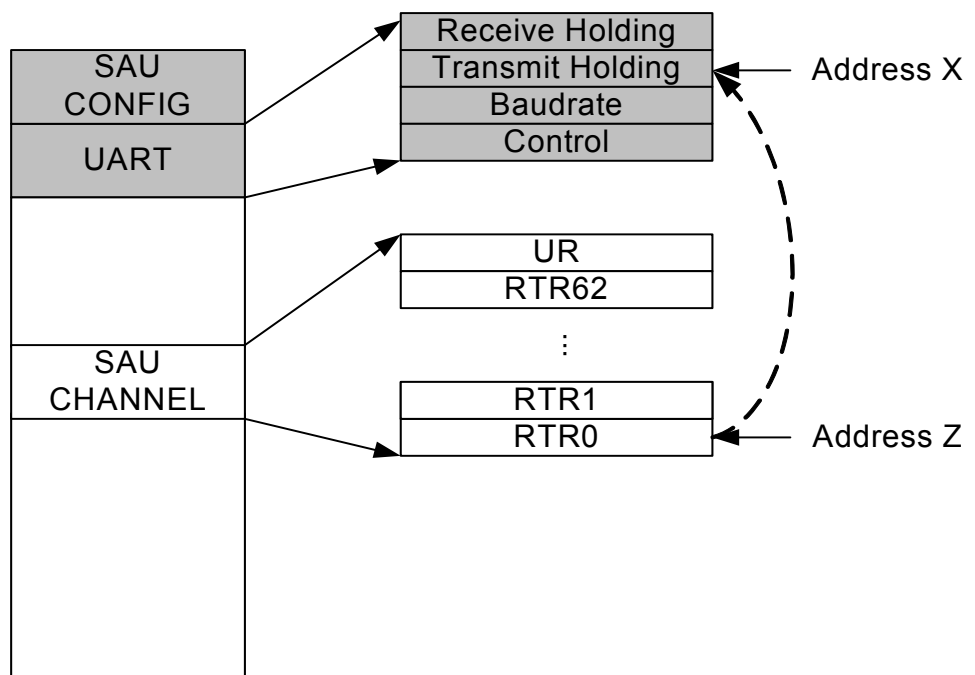 SAU
CONFIG
UART
SAU
CHANNEL
Receive Holding
Transmit Holding
Baudrate
Control
UR
RTR62
...
RTR1
RTR0
Address X
Address Z